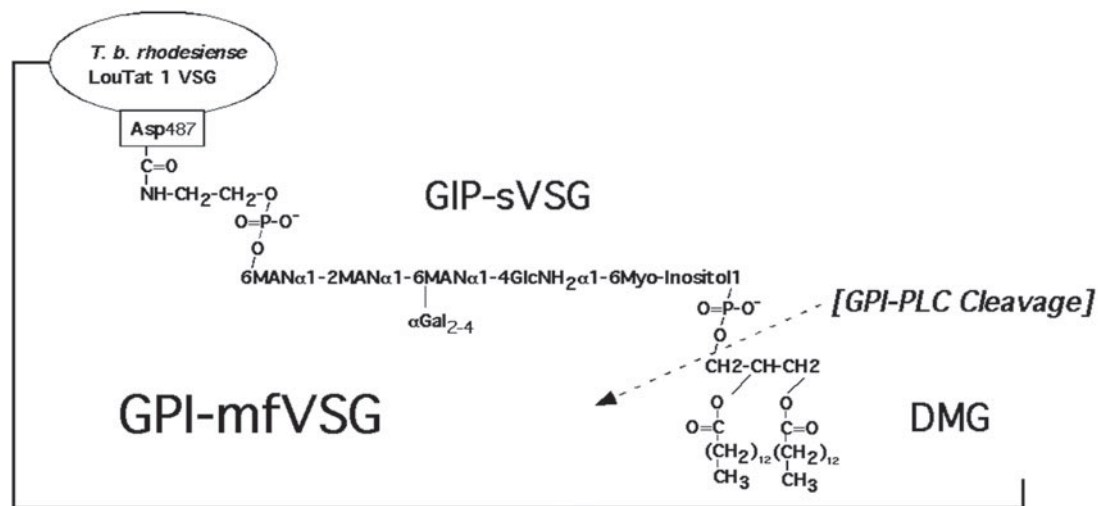 T. b. rhodesiense
LouTat 1 VSG
Asp487
C=O
NH-CH₂-CH₂-O
GIP-sVSG
O=P-O⁻
O
6MANα1-2MANα1-6MANα1-4GlcNH₂α1-6Myo-Inositol1
αGal₂₋₄
O=P-O⁻
[GPI-PLC Cleavage]
O
CH2-CH-CH2
GPI-mfVSG
O O
DMG
O=C C=O
(CH₂)₁₂(CH₂)₁₂
CH₃ CH₃